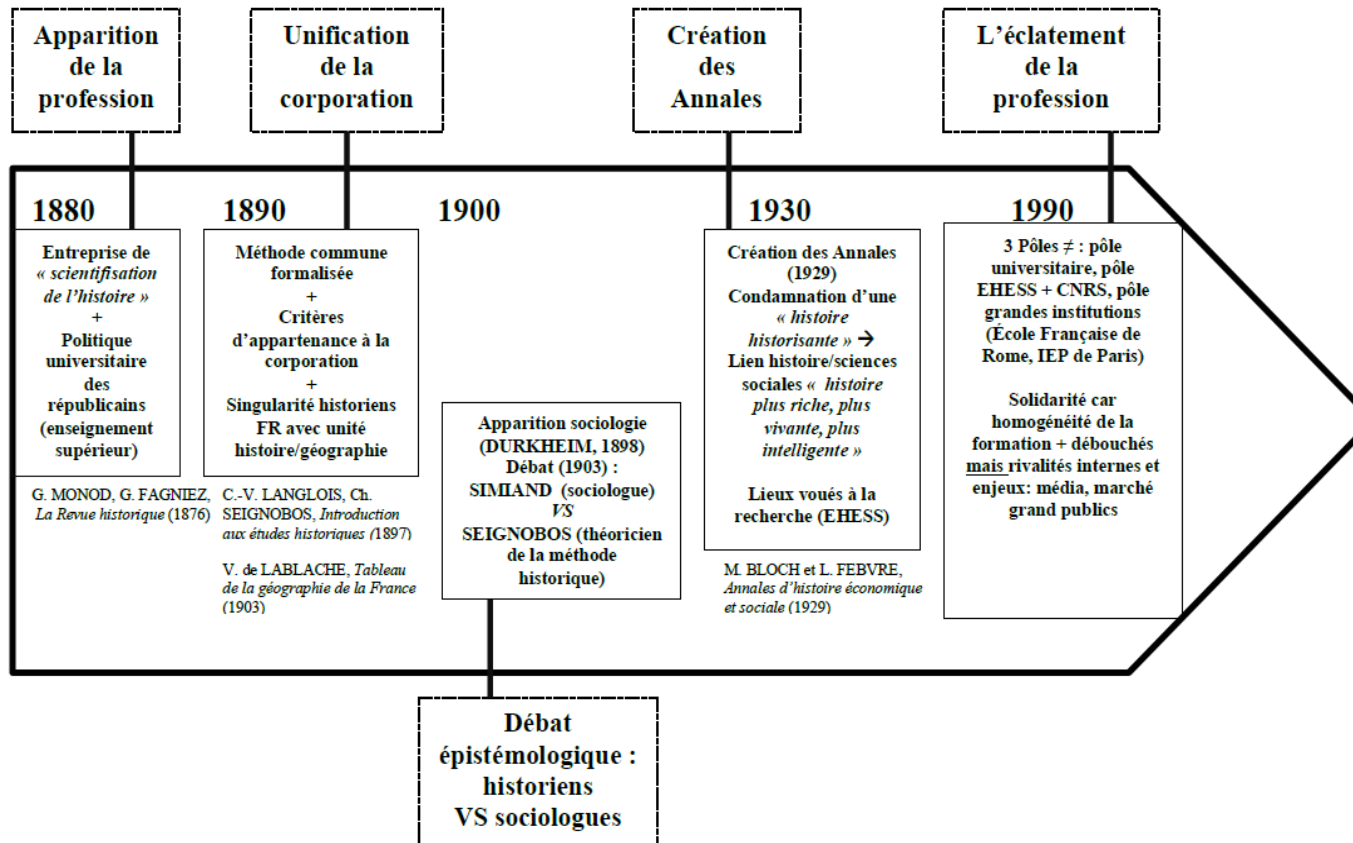 Apparition
de la
profession
Unification
de la
corporation
Création
des
Annales
L’éclatement
de la
profession
1880
1890
1900
1930
1990
Entreprise de
« scientifisation
de l’histoire »
+
Politique
universitaire
des
républicains
(enseignement
supérieur)
G. MONOD, G. FAGNIEZ,
La Revue historique (1876)
Méthode commune
formalisée
+
Critères
d’appartenance à la
corporation
+
Singularité historiens
FR avec unité
histoire/géographie
C.-V. LANGLOIS, Ch.
SEIGNOBOS, Introduction
aux études historiques (1897)
V. de LABLACHE, Tableau
de la géographie de la France
(1903)
Apparition sociologie
(DURKHEIM, 1898)
Débat (1903) :
SIMIAND (sociologue)
VS
SEIGNOBOS (théoricien
de la méthode
historique)
Création des Annales
(1929)
Condamnation d’une
« histoire
historisante » →
Lien histoire/sciences
sociales « histoire
plus riche, plus
vivante, plus
intelligente »
Lieux voués à la
recherche (EHESS)
M. BLOCH et L. FEBVRE,
Annales d’histoire économique
et sociale (1929)
3 Pôles ≠ : pôle
universitaire, pôle
EHESS + CNRS, pôle
grandes institutions
(École Française de
Rome, IEP de Paris)
Solidarité car
homogénéité de la
formation + débouchés
mais rivalités internes et
enjeux: média, marché
grand publics
Débat
épistémologique :
historiens
VS sociologues